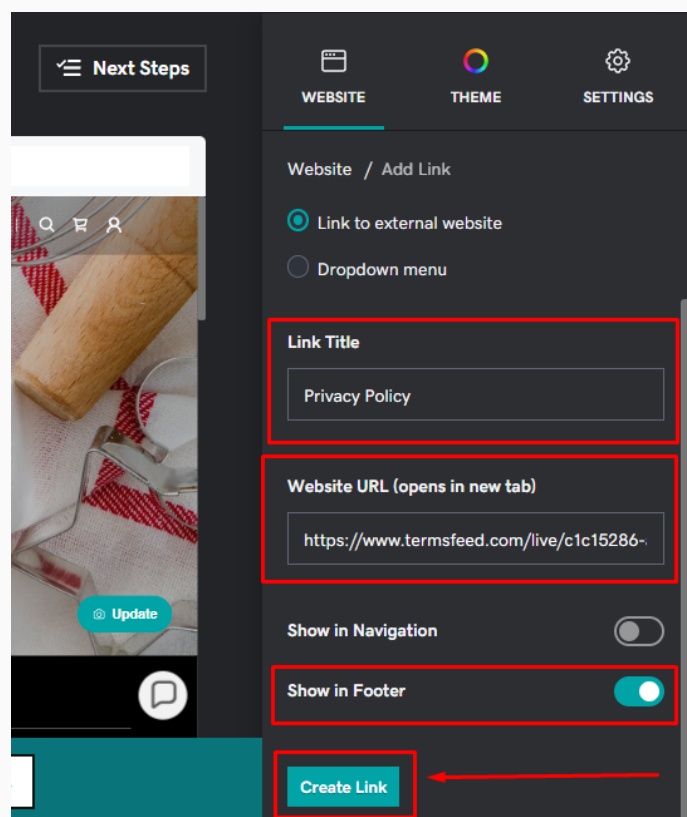 Next Steps
WEBSITE
THEME
SETTINGS
Website / Add Link
Link to external website
Dropdown menu
Link Title
Privacy Policy
Website URL (opens in new tab)
https://www.termsfeed.com/live/c1c15286-
Update
Show in Navigation
Show in Footer
Create Link